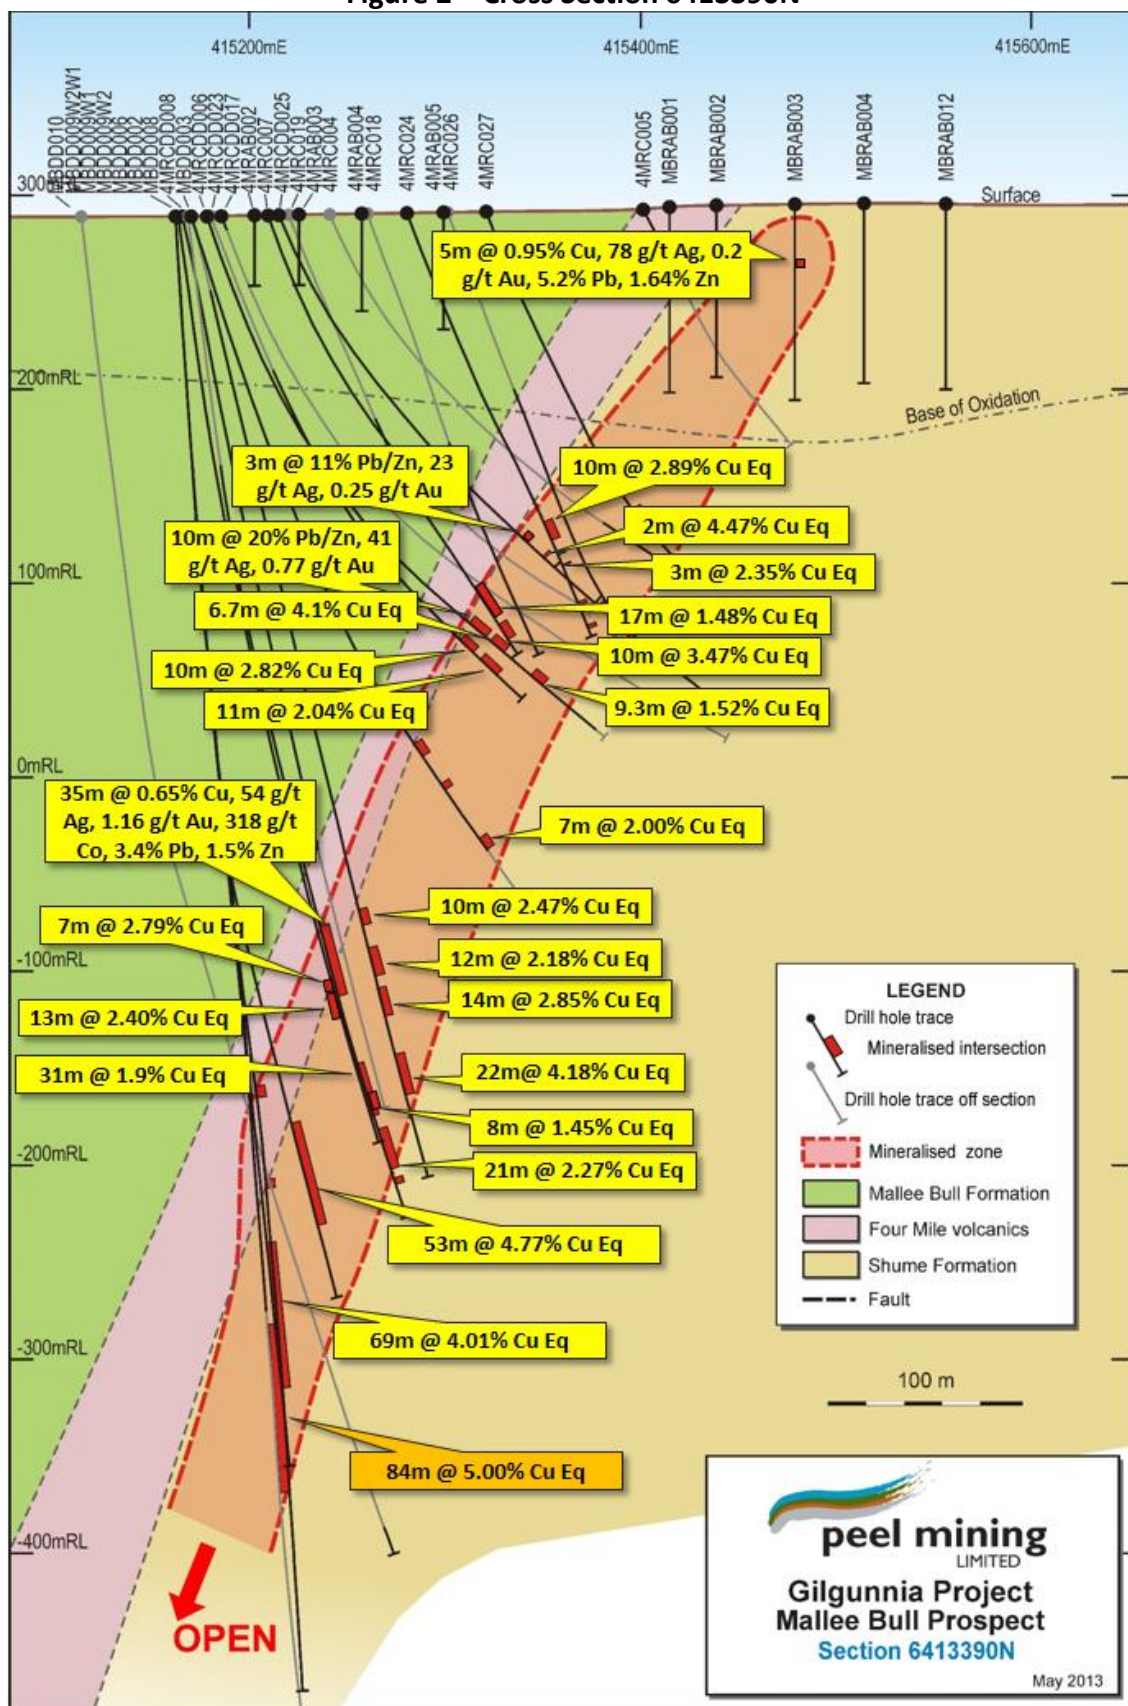 415200mE
415400mE
415600mE
MBDD010
MBDD009W2W1
MBDD009W1
MBDD009W2
MBDD006
MBDD002
MBDD008
4MRCDD008
MBDD003
4MRCDD006
4MRCDD023
4MRCDD017
4MRAB002
4MRC007
4MRCDD025
4MRC019
4MRAB003
4MRC004
4MRAB004
4MRC018
4MRC024
4MRAB005
4MRC026
4MRC027
4MRC005
MBRAB001
MBRAB002
MBRAB003
MBRAB004
MBRAB012
300mRL
Surface
5m @ 0.95% Cu, 78 g/t Ag, 0.2
g/t Au, 5.2% Pb, 1.64% Zn
200mRL
Base of Oxidation
3m @ 11% Pb/Zn, 23
g/t Ag, 0.25 g/t Au
10m @ 2.89% Cu Eq
10m @ 20% Pb/Zn, 41
g/t Ag, 0.77 g/t Au
2m @ 4.47% Cu Eq
3m @ 2.35% Cu Eq
100mRL
6.7m @ 4.1% Cu Eq
17m @ 1.48% Cu Eq
10m @ 3.47% Cu Eq
10m @ 2.82% Cu Eq
11m @ 2.04% Cu Eq
9.3m @ 1.52% Cu Eq
0mRL
35m @ 0.65% Cu, 54 g/t
Ag, 1.16 g/t Au, 318 g/t
Co, 3.4% Pb, 1.5% Zn
7m @ 2.00% Cu Eq
10m @ 2.47% Cu Eq
7m @ 2.79% Cu Eq
12m @ 2.18% Cu Eq
-100mRL
14m @ 2.85% Cu Eq
13m @ 2.40% Cu Eq
31m @ 1.9% Cu Eq
22m@ 4.18% Cu Eq
8m @ 1.45% Cu Eq
-200mRL
21m @ 2.27% Cu Eq
53m @ 4.77% Cu Eq
69m @ 4.01% Cu Eq
-300mRL
84m @ 5.00% Cu Eq
-400mRL
OPEN
LEGEND
Drill hole trace
Mineralised intersection
Drill hole trace off section
Mineralised zone
Mallee Bull Formation
Four Mile volcanics
Shume Formation
Fault
100 m
peel mining
LIMITED
Gilgunnia Project
Mallee Bull Prospect
Section 6413390N
May 2013